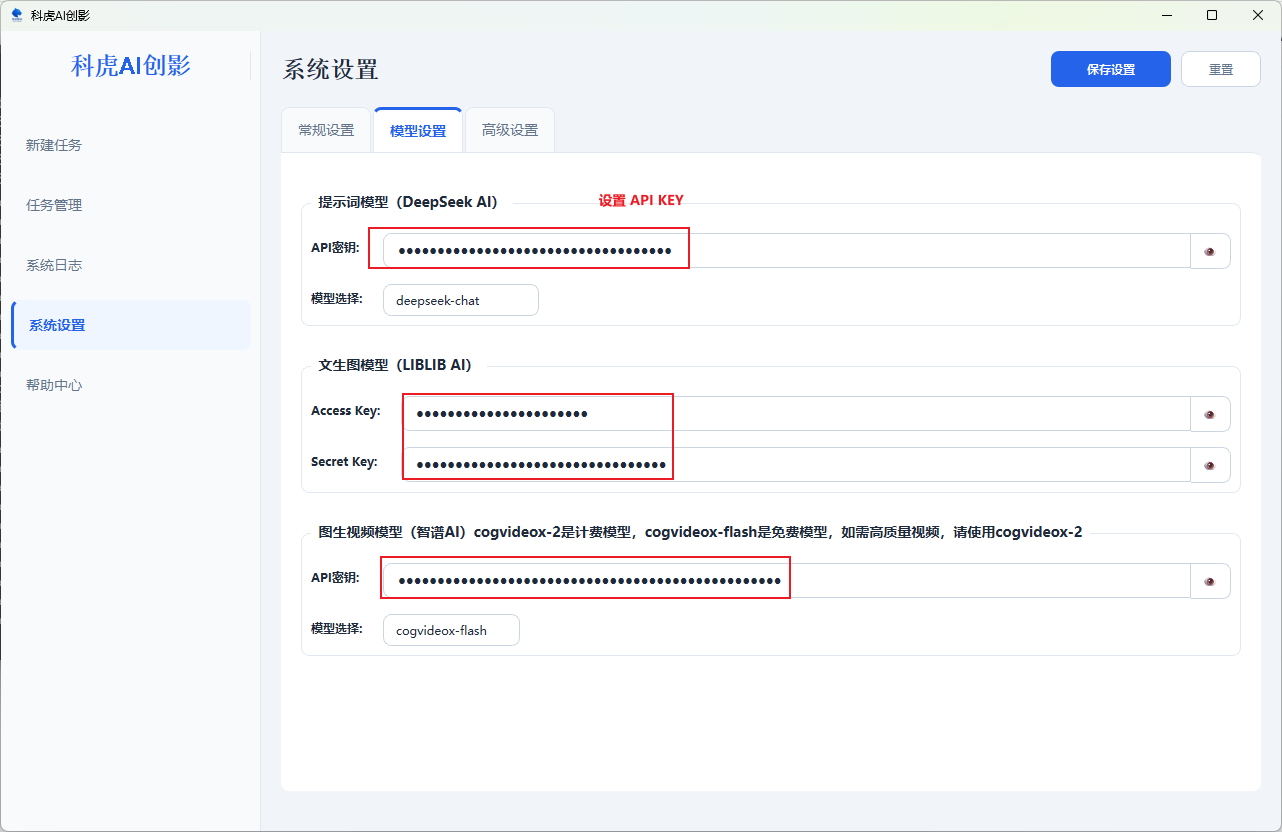 科虎AI创影
科虎AI创影
新建任务
任务管理
系统日志
系统设置
帮助中心
系统设置
保存设置
重置
常规设置
模型设置
高级设置
提示词模型（DeepSeek AI）
设置 API KEY
API密钥:
模型选择:
deepseek-chat
文生图模型（LIBLIB AI）
Access Key:
Secret Key:
图生视频模型（智谱AI）cogvideox-2是计费模型，cogvideox-flash是免费模型，如需高质量视频，请使用cogvideox-2
API密钥:
模型选择:
cogvideox-flash